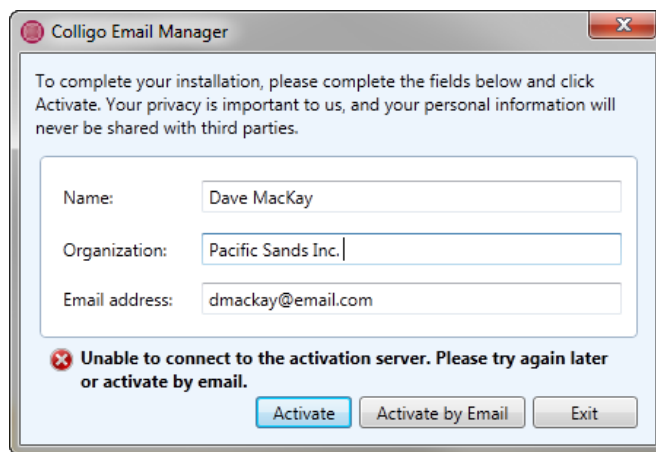 Colligo Email Manager
To complete your installation, please complete the fields below and click
Activate. Your privacy is important to us, and your personal information will
never be shared with third parties.
Name: Dave MacKay
Organization: Pacific Sands Inc.
Email address: dmackay@email.com
Unable to connect to the activation server. Please try again later
or activate by email.
Activate Activate by Email Exit